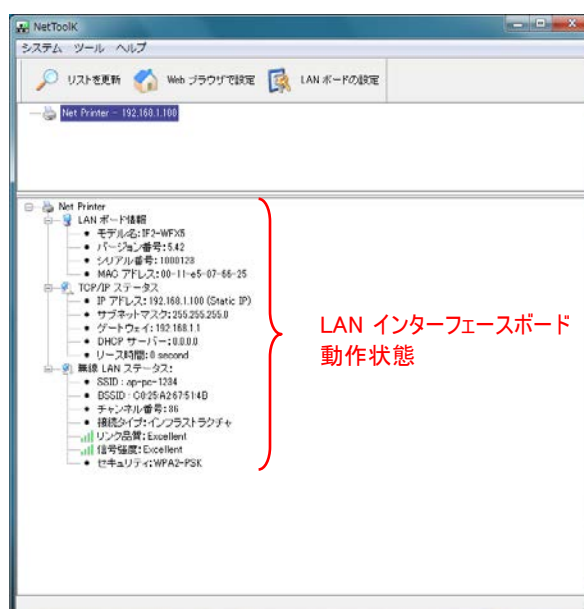 NetToolK
システム ツール ヘルプ
リストを更新 Web ブラウザで設定 LAN ボードの設定
Net Printer - 192.168.1.100
Net Printer
LAN ボード情報
モデル名:IF2-WFX5
バージョン番号:5.42
シリアル番号:1000123
MAC アドレス:00-11-e5-07-66-25
TCP/IP ステータス
IP アドレス:192.168.1.100 (Static IP)
サブネットマスク:255.255.255.0
ゲートウェイ:192.168.1.1
DHCP サーバー:0.0.0.0
リース時間:0 second
無線 LAN ステータス:
SSID : ap-pc-1234
BSSID : C025A267514B
チャンネル番号:36
接続タイプ:インフラストラクチャ
リンク品質:Excellent
信号強度:Excellent
セキュリティ:WPA2-PSK
LAN インターフェースボード
動作状態